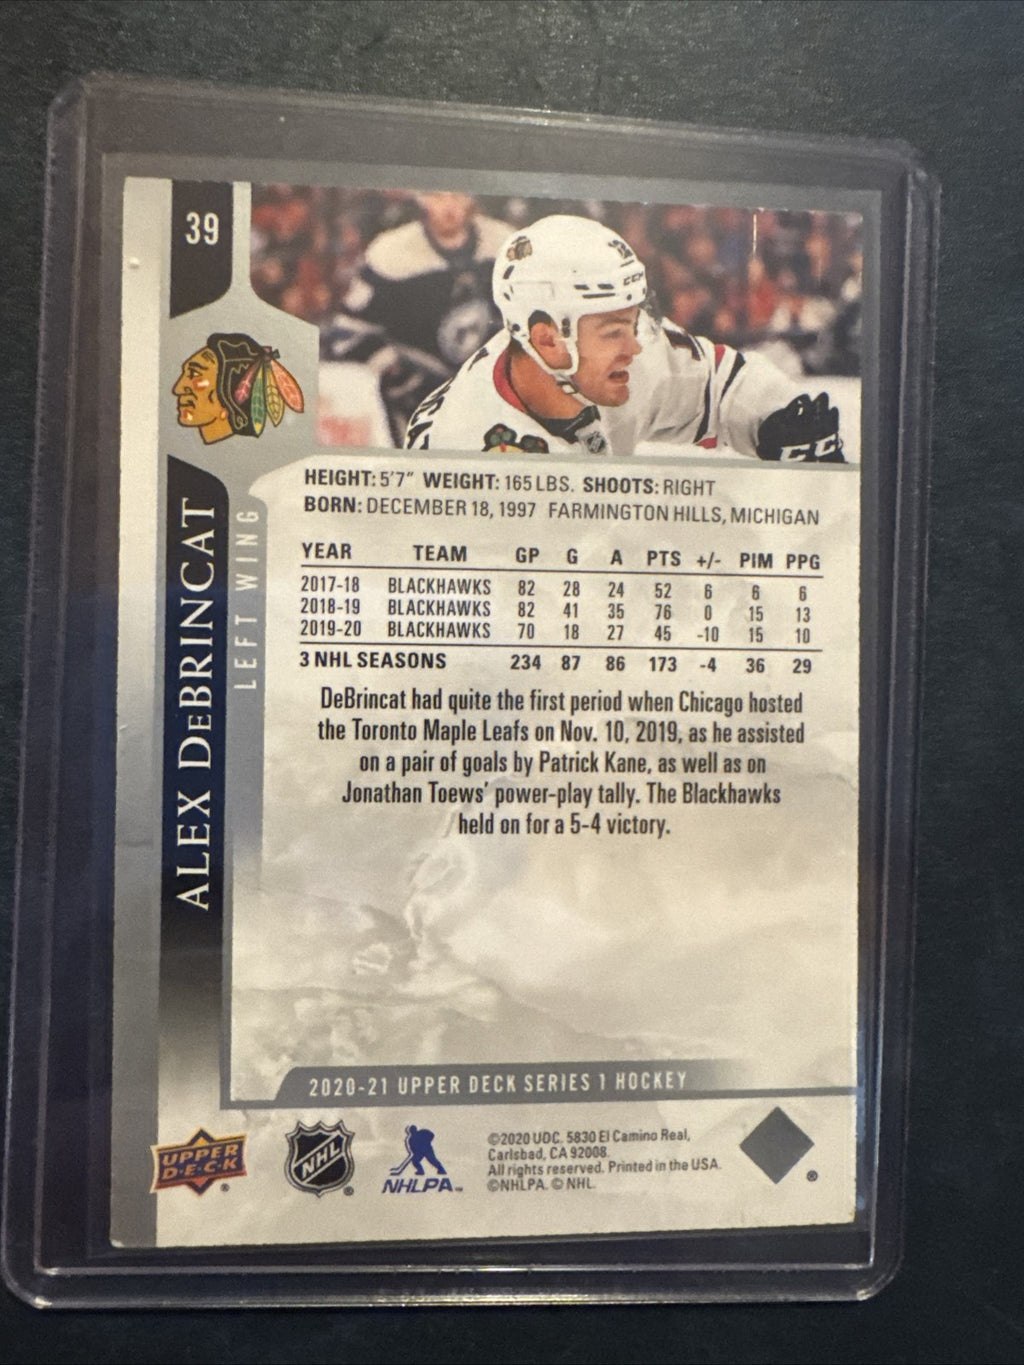 39
HEIGHT: 5'7" WEIGHT: 165 LBS. SHOOTS: RIGHT
BORN: DECEMBER 18, 1997 FARMINGTON HILLS, MICHIGAN
ALEX DeBRINCAT
LEFT WING
YEAR TEAM GP G A PTS +/- PIM PPG
2017-18 BLACKHAWKS 82 28 24 52 6 6 6
2018-19 BLACKHAWKS 82 41 35 76 0 15 13
2019-20 BLACKHAWKS 70 18 27 45 -10 15 10
3 NHL SEASONS 234 87 86 173 -4 36 29
DeBrincat had quite the first period when Chicago hosted
the Toronto Maple Leafs on Nov. 10, 2019, as he assisted
on a pair of goals by Patrick Kane, as well as on
Jonathan Toews' power-play tally. The Blackhawks
held on for a 5-4 victory.
2020-21 UPPER DECK SERIES 1 HOCKEY
UPPER
D·E·C·K
®
NHL
®
NHLPA™
©2020 UDC. 5830 El Camino Real,
Carlsbad, CA 92008.
All rights reserved. Printed in the USA.
©NHLPA. © NHL.
®